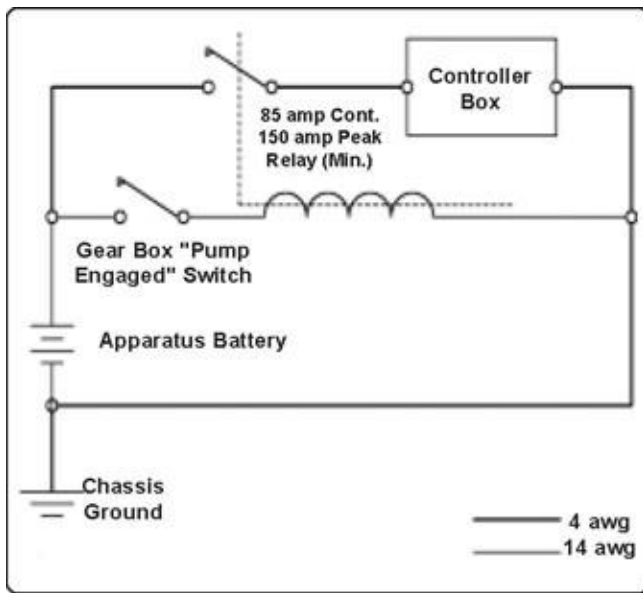 Controller
Box
85 amp Cont.
150 amp Peak
Relay (Min.)
Gear Box "Pump
Engaged" Switch
Apparatus Battery
Chassis
Ground
4 awg
14 awg